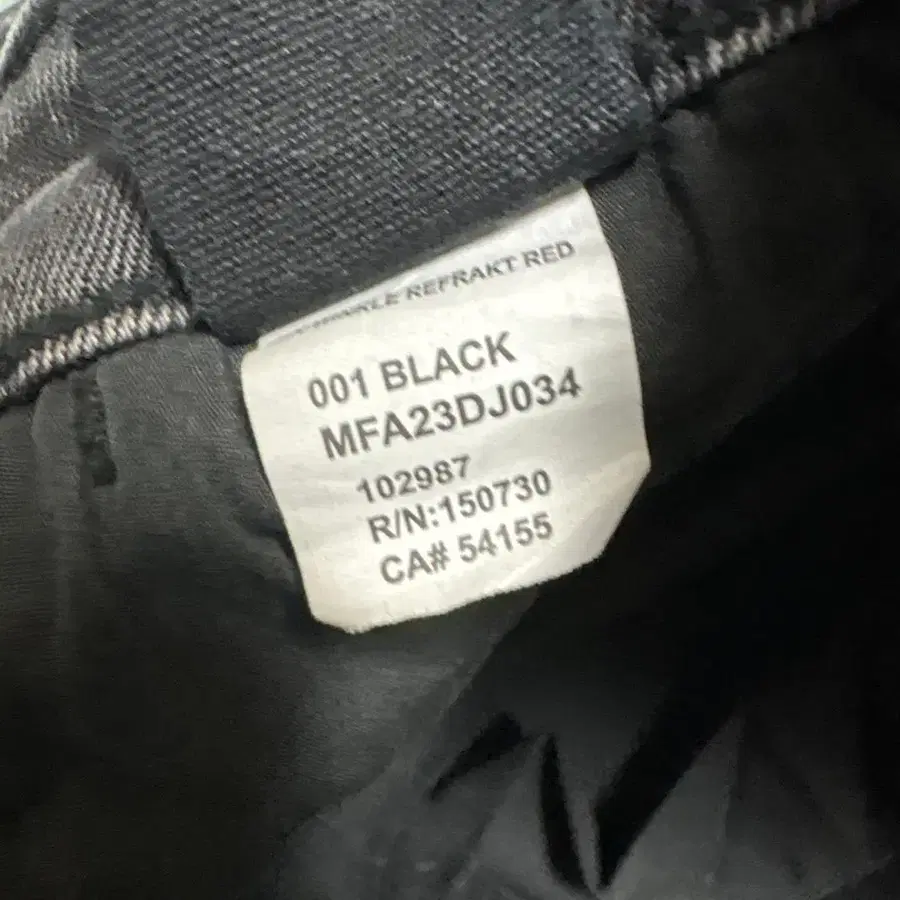 REFRAKT RED
001 BLACK
MFA23DJ034
102987
R/N:150730
CA# 54155